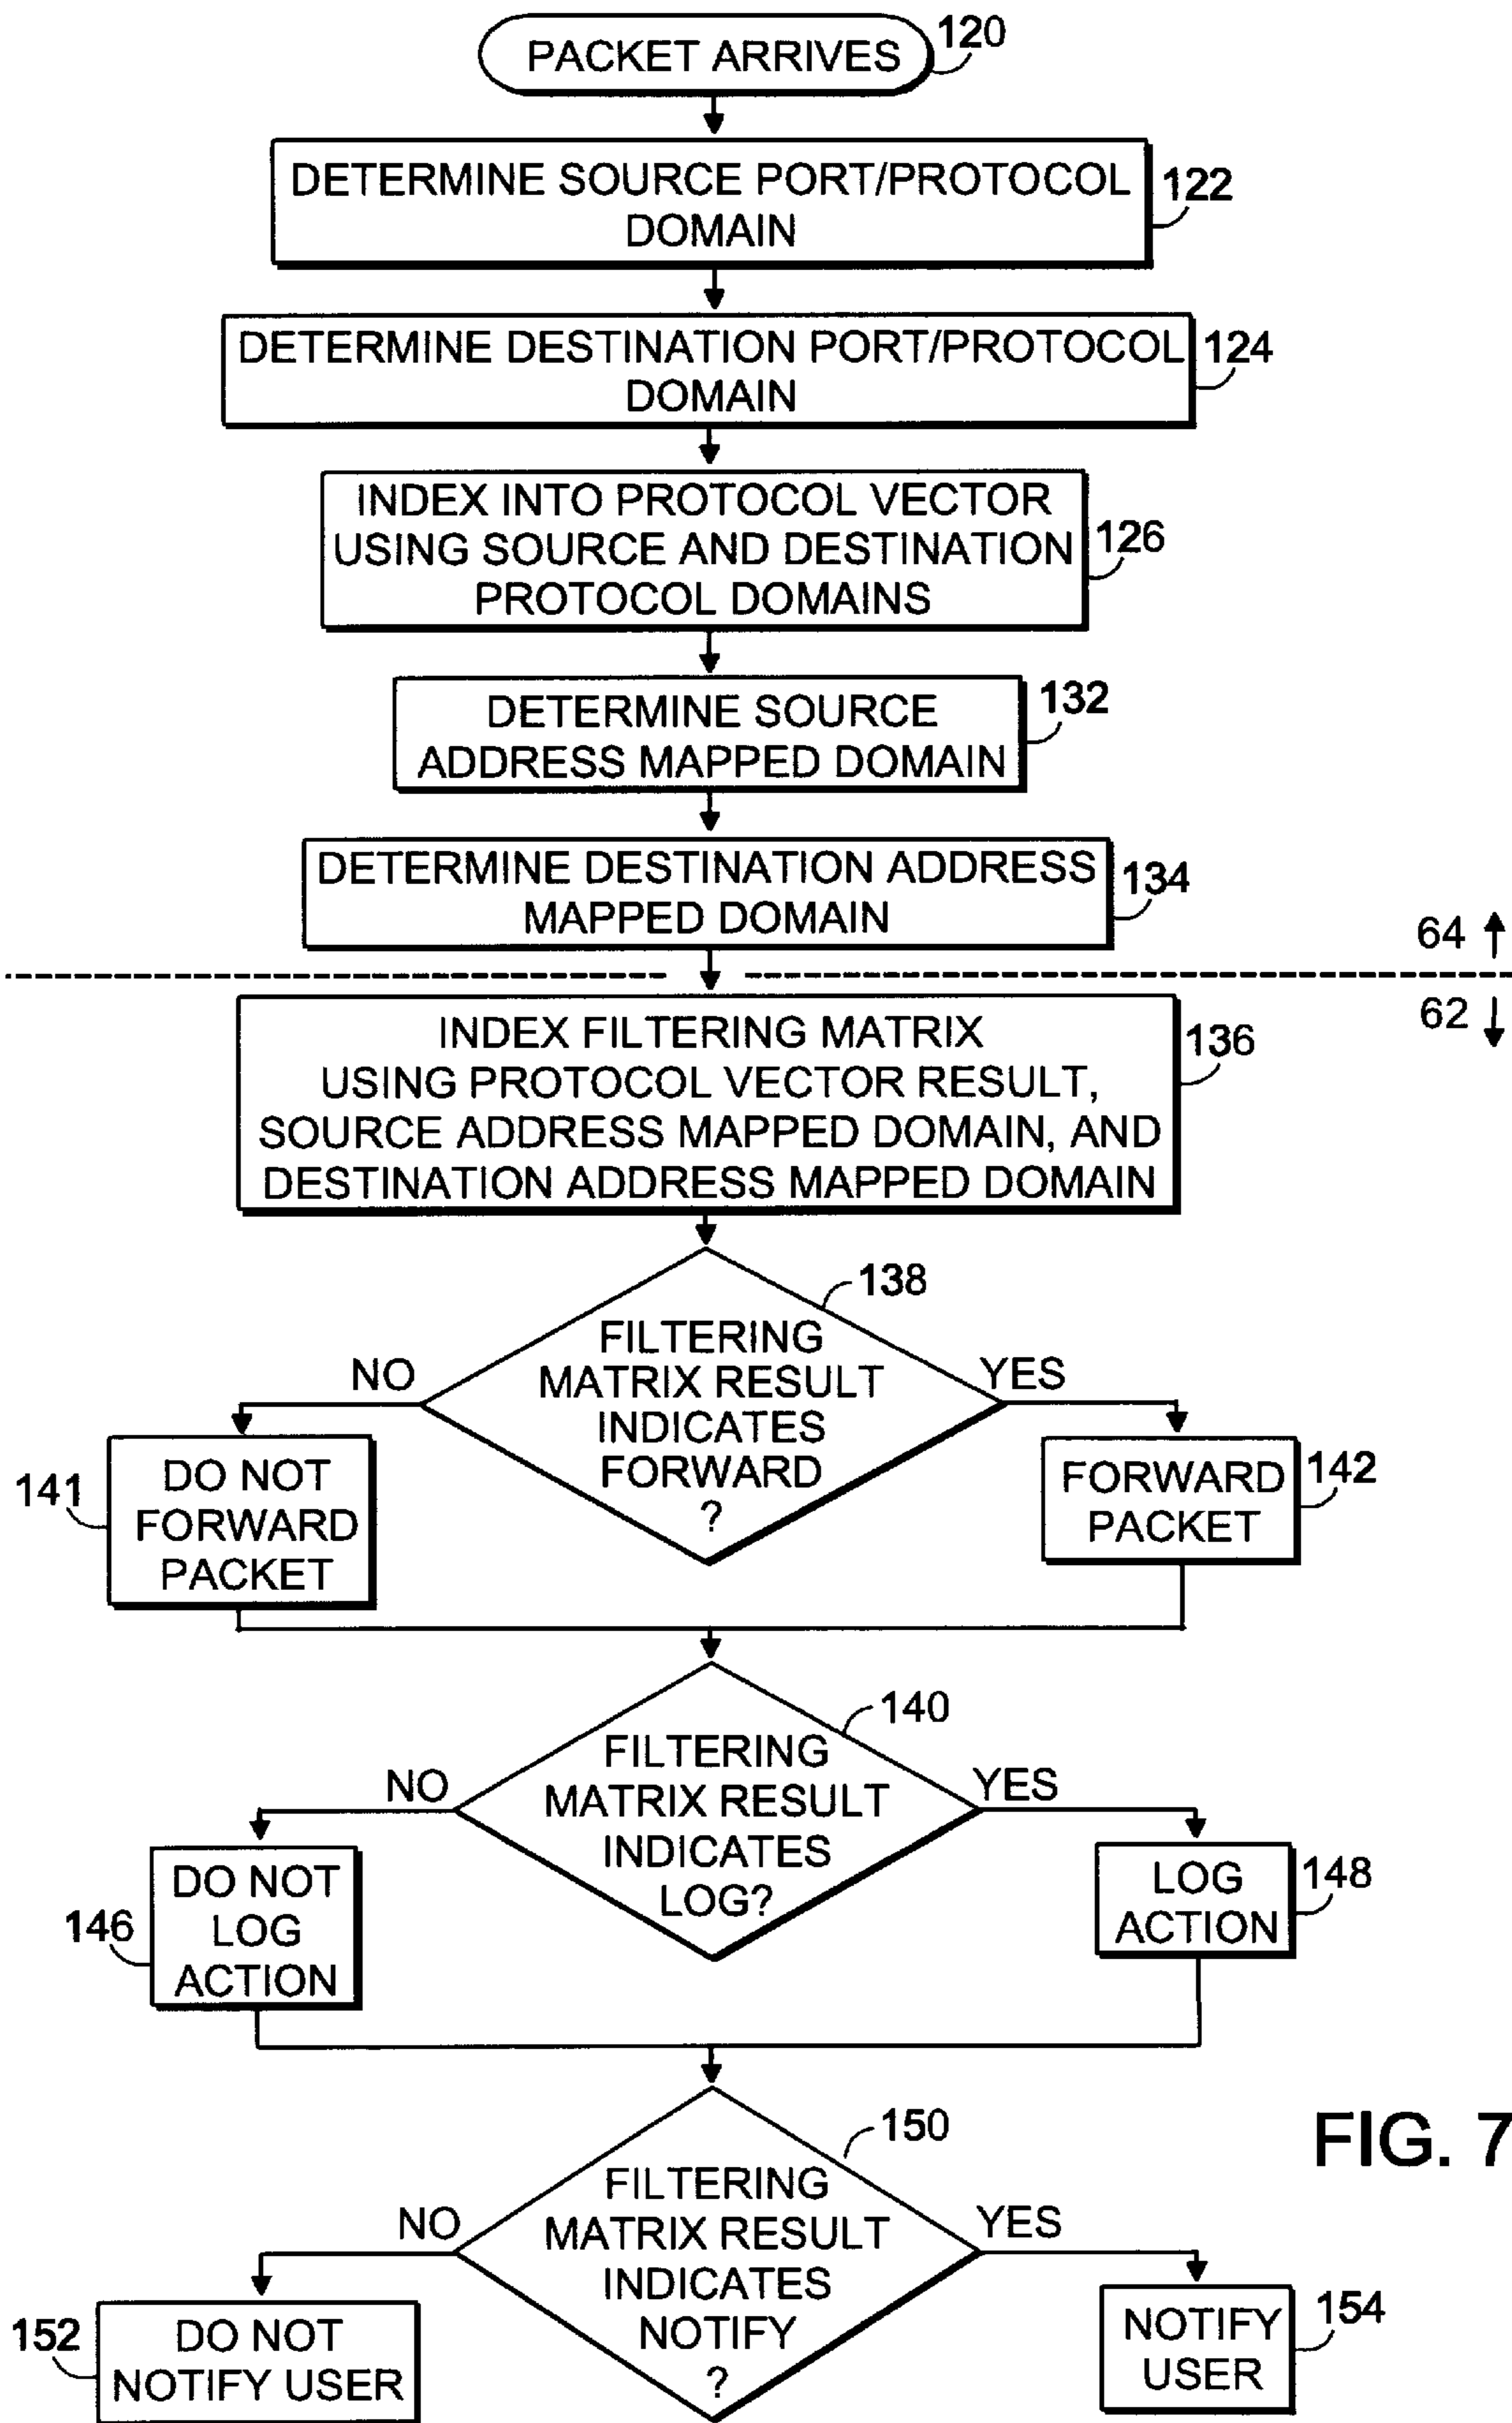 PACKET ARRIVES
120
DETERMINE SOURCE PORT/PROTOCOL
DOMAIN
122
DETERMINE DESTINATION PORT/PROTOCOL
DOMAIN
124
INDEX INTO PROTOCOL VECTOR
USING SOURCE AND DESTINATION
PROTOCOL DOMAINS
126
DETERMINE SOURCE
ADDRESS MAPPED DOMAIN
132
DETERMINE DESTINATION ADDRESS
MAPPED DOMAIN
134
64
62
INDEX FILTERING MATRIX
USING PROTOCOL VECTOR RESULT,
SOURCE ADDRESS MAPPED DOMAIN, AND
DESTINATION ADDRESS MAPPED DOMAIN
136
138
FILTERING
MATRIX RESULT
INDICATES
FORWARD
?
NO
YES
141
DO NOT
FORWARD
PACKET
FORWARD
PACKET
142
140
FILTERING
MATRIX RESULT
INDICATES
LOG?
NO
YES
146
DO NOT
LOG
ACTION
LOG
ACTION
148
150
FILTERING
MATRIX RESULT
INDICATES
NOTIFY
?
NO
YES
152
DO NOT
NOTIFY USER
NOTIFY
USER
154
FIG. 7